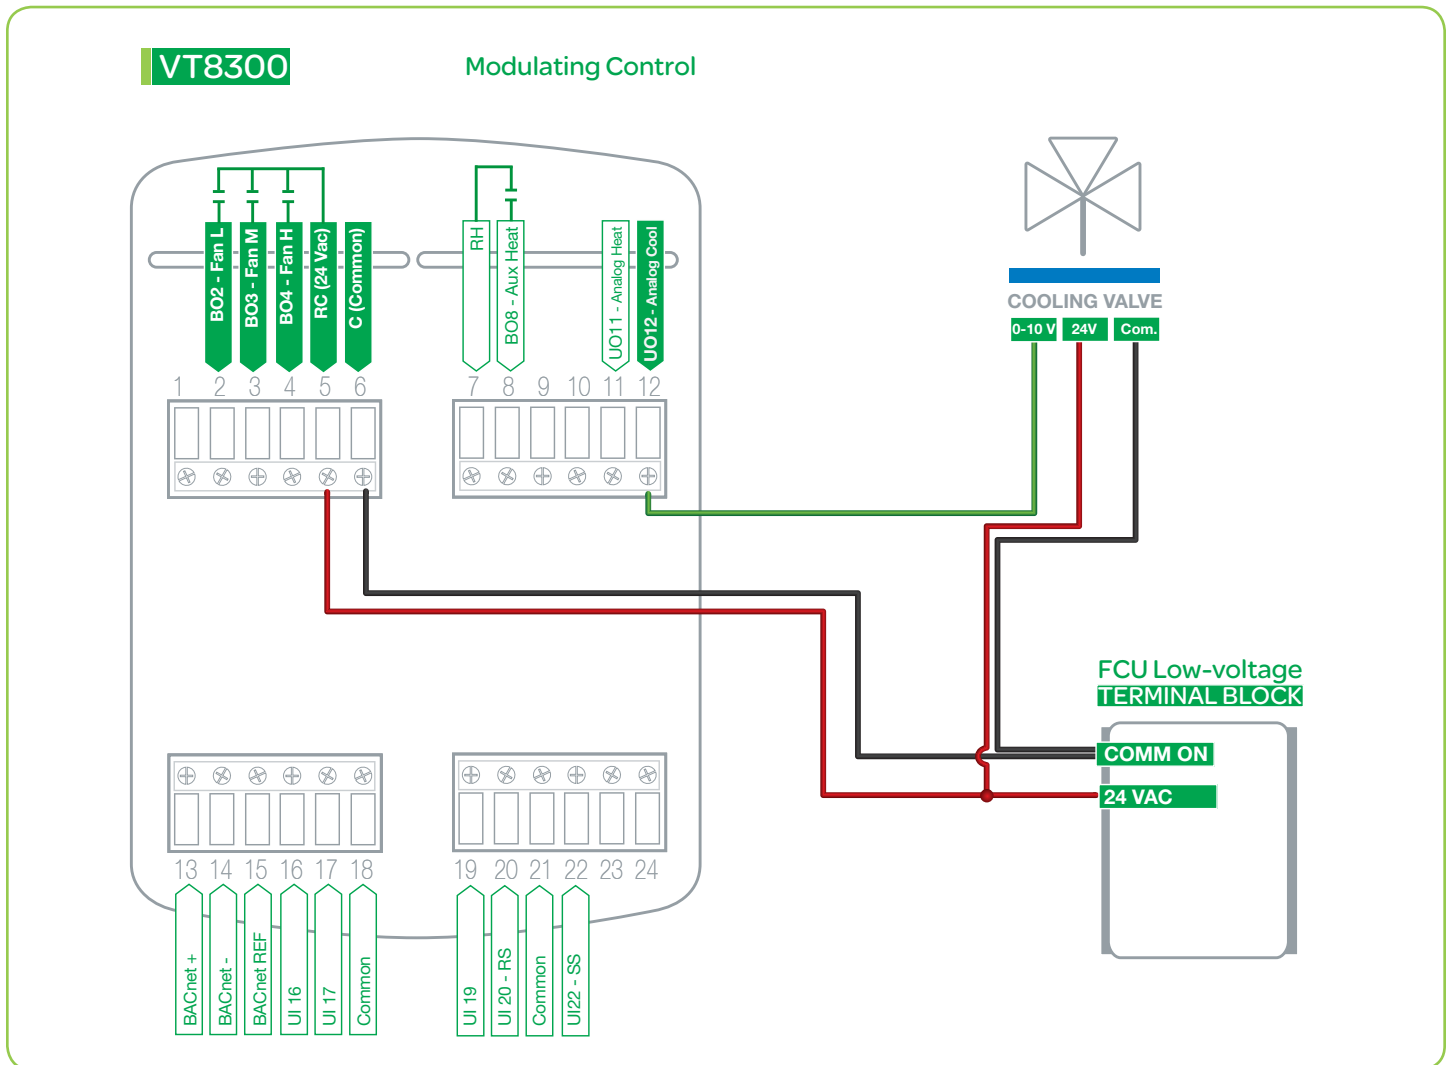 VT8300
Modulating Control
BO2 - Fan L
BO3 - Fan M
BO4 - Fan H
RC (24 Vac)
C (Common)
RH
BO8 - Aux Heat
UO11 - Analog Heat
UO12 - Analog Cool
1 2 3 4 5 6
7 8 9 10 11 12
COOLING VALVE
0-10 V 24V Com.
FCU Low-voltage
TERMINAL BLOCK
COMM ON
24 VAC
13 14 15 16 17 18
19 20 21 22 23 24
BACnet +
BACnet -
BACnet REF
UI 16
UI 17
Common
UI 19
UI 20 - RS
Common
UI22 - SS